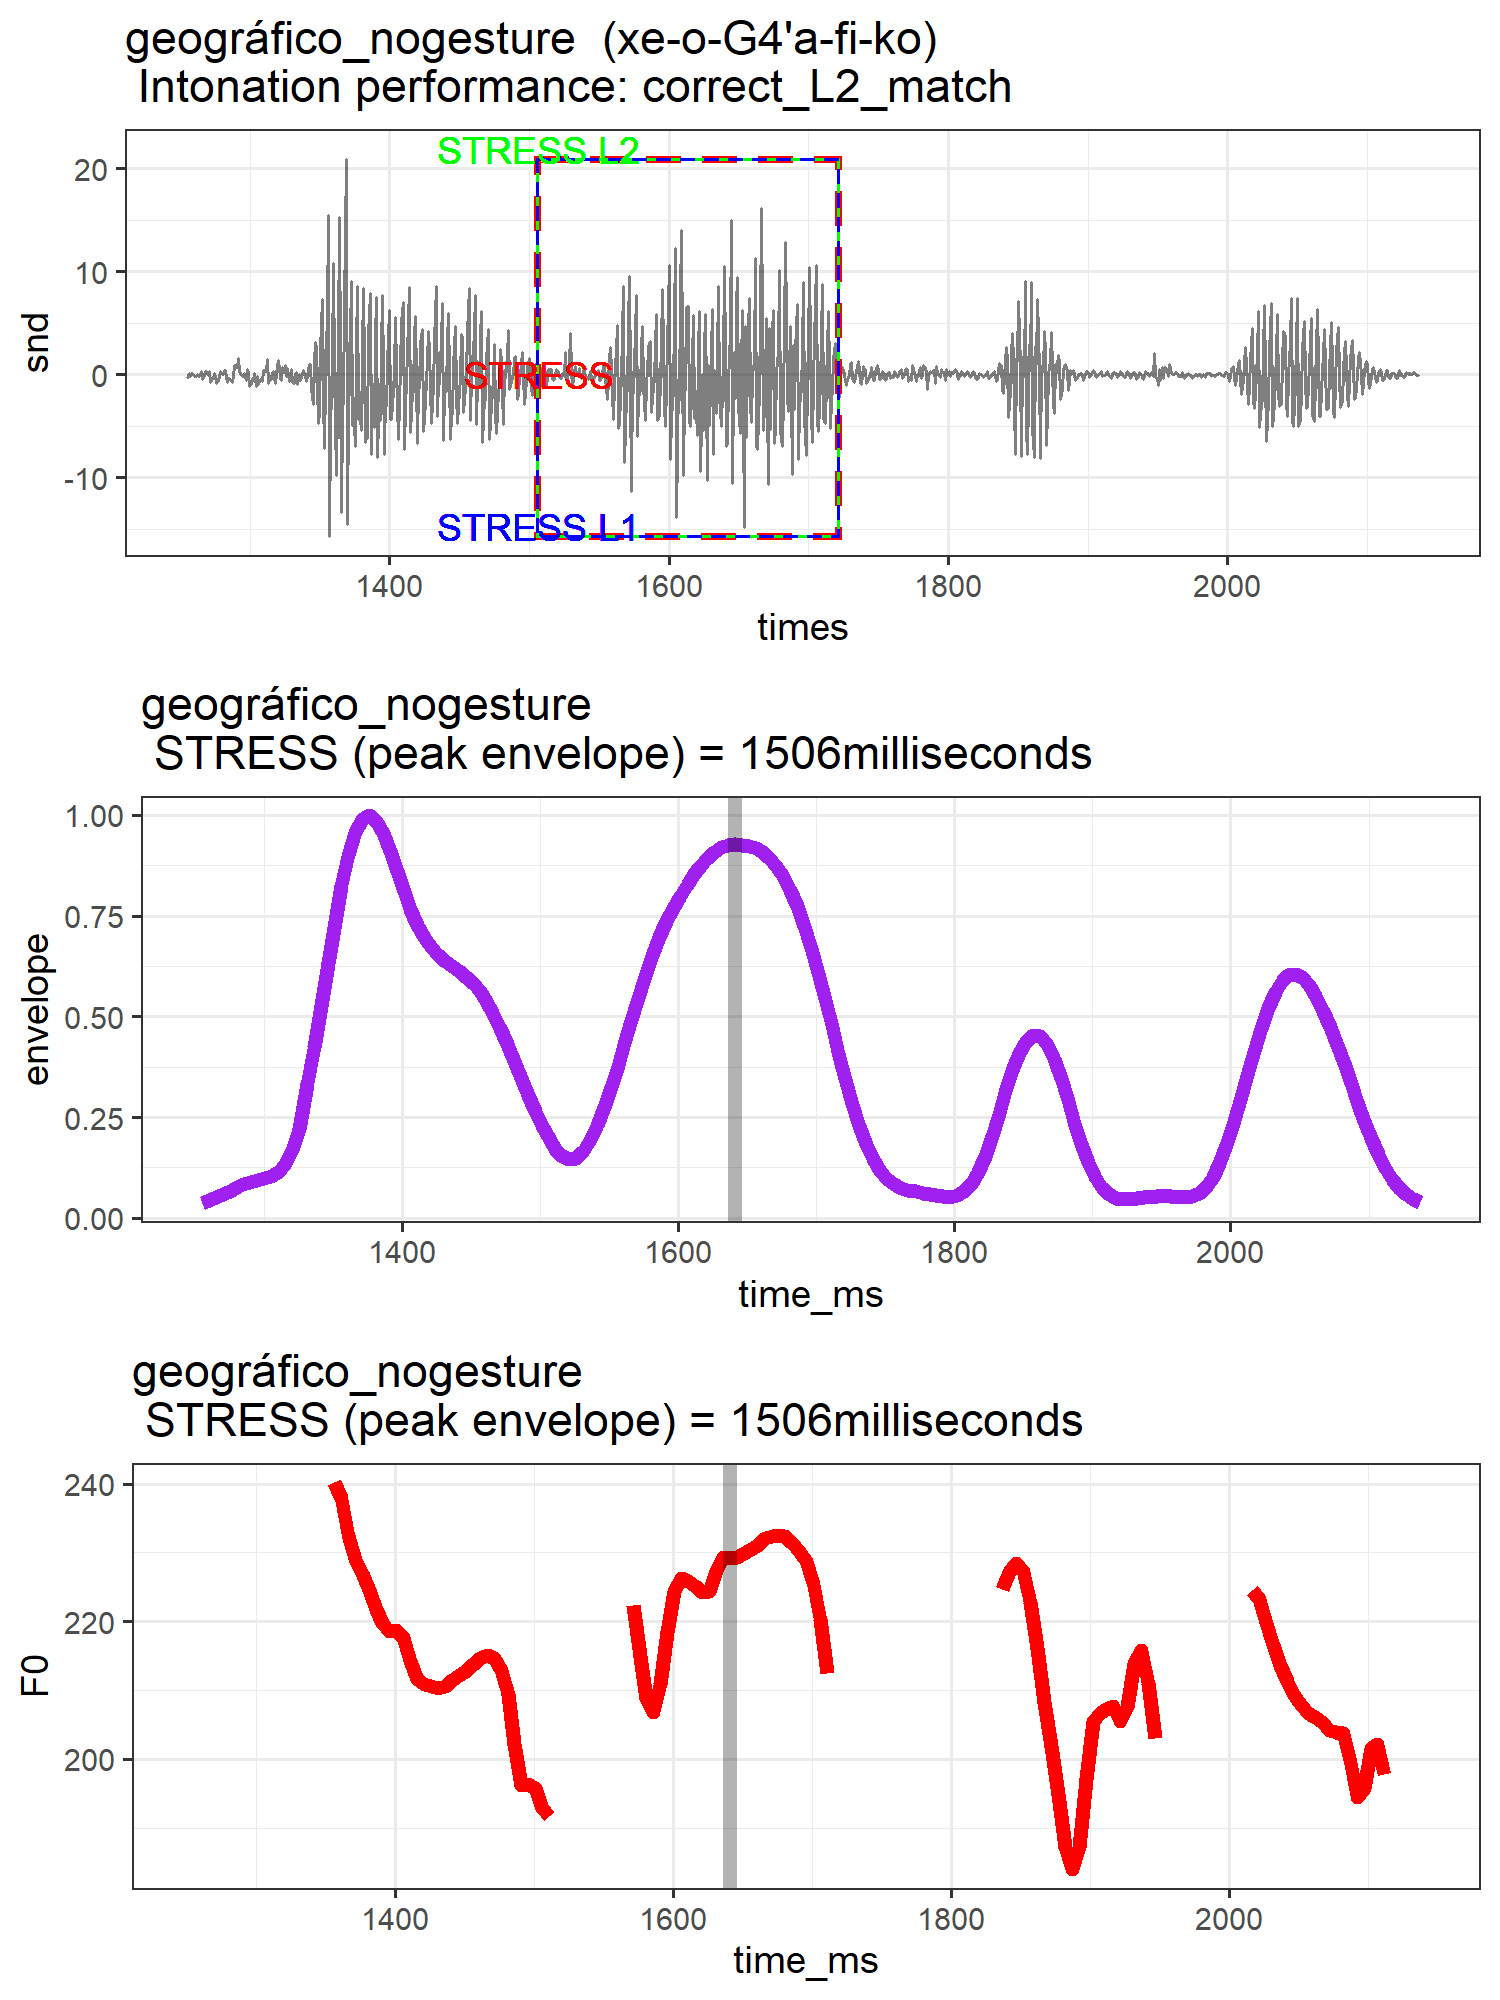 geográfico_nogesture  (xe-o-G4'a-fi-ko)
Intonation performance: correct_L2_match
STRESS L2
20
10
snd
0
STRESS
-10
STRESS L1
1400 1600 1800 2000
times
geográfico_nogesture
STRESS (peak envelope) = 1506milliseconds
1.00
0.75
envelope
0.50
0.25
0.00
1400 1600 1800 2000
time_ms
geográfico_nogesture
STRESS (peak envelope) = 1506milliseconds
240
220
F0
200
1400 1600 1800 2000
time_ms